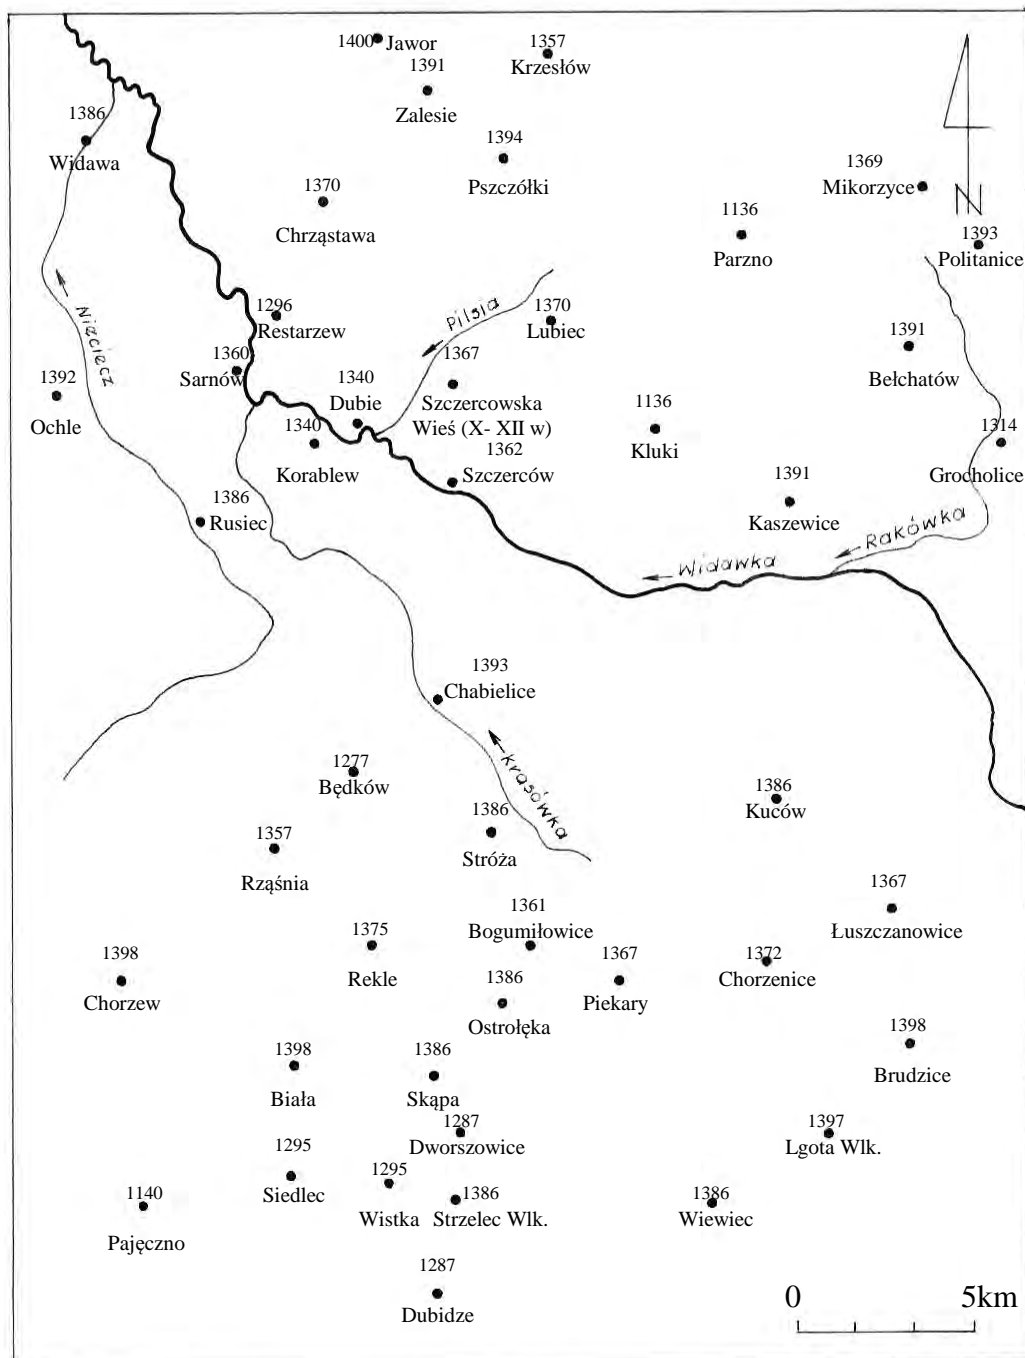 1400 Jawor
1357
Krzesłów
1391
Zalesie
1386
Widawa
1394
Pszczółki
1369
Mikorzyce
1370
Chrząstawa
1136
Parzno
N
1393
Politanice
Nieciecz
1296
Restarzew
Pilsia
1370
Lubiec
1391
Bełchatów
1360
Sarnów
1392
Ochle
1340
Dubie
1367
Szczercowska
Wieś (X- XII w)
1340
Korablew
1362
Szczerców
1136
Kluki
1314
Grocholice
1391
Kaszewice
1386
Rusiec
Rakówka
Widawka
1393
Chabielice
Krasówka
1277
Będków
1386
Kuców
1386
Stróża
1357
Rząśnia
1367
Łuszczanowice
1361
Bogumiłowice
1375
Rekle
1398
Chorzew
1367
Piekary
1372
Chorzenice
1386
Ostrołęka
1398
Brudzice
1398
Biała
1386
Skąpa
1287
Dworszowice
1397
Lgota Wlk.
1295
Siedlec
1295
Wistka
1386
Strzelec Wlk.
1386
Wiewiec
1140
Pajęczno
1287
Dubidze
0 5km